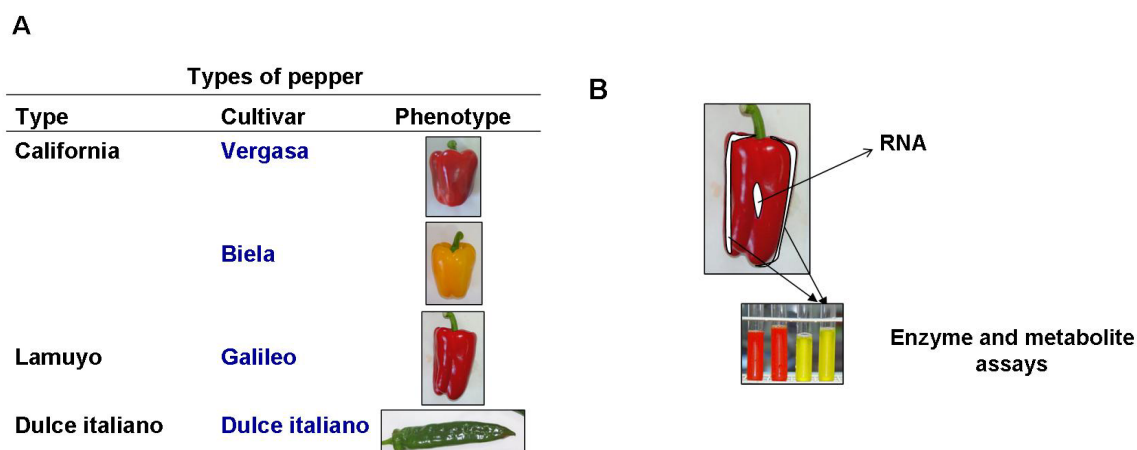 A
Types of pepper
Type Cultivar Phenotype
California Vergasa
Biela
Lamuyo Galileo
Dulce italiano Dulce italiano
B
RNA
Enzyme and metabolite
assays